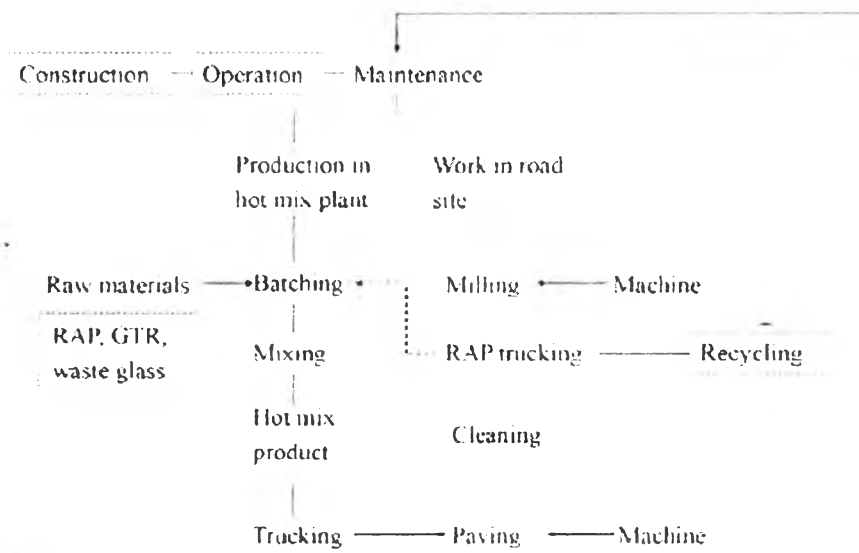 Construction
Operation
Maintenance
Production in
hot mix plant
Work in road
site
Raw materials
Batching
Milling
Machine
RAP, GTR,
waste glass
Mixing
RAP trucking
Recycling
Hot mix
product
Cleaning
Trucking
Paving
Machine